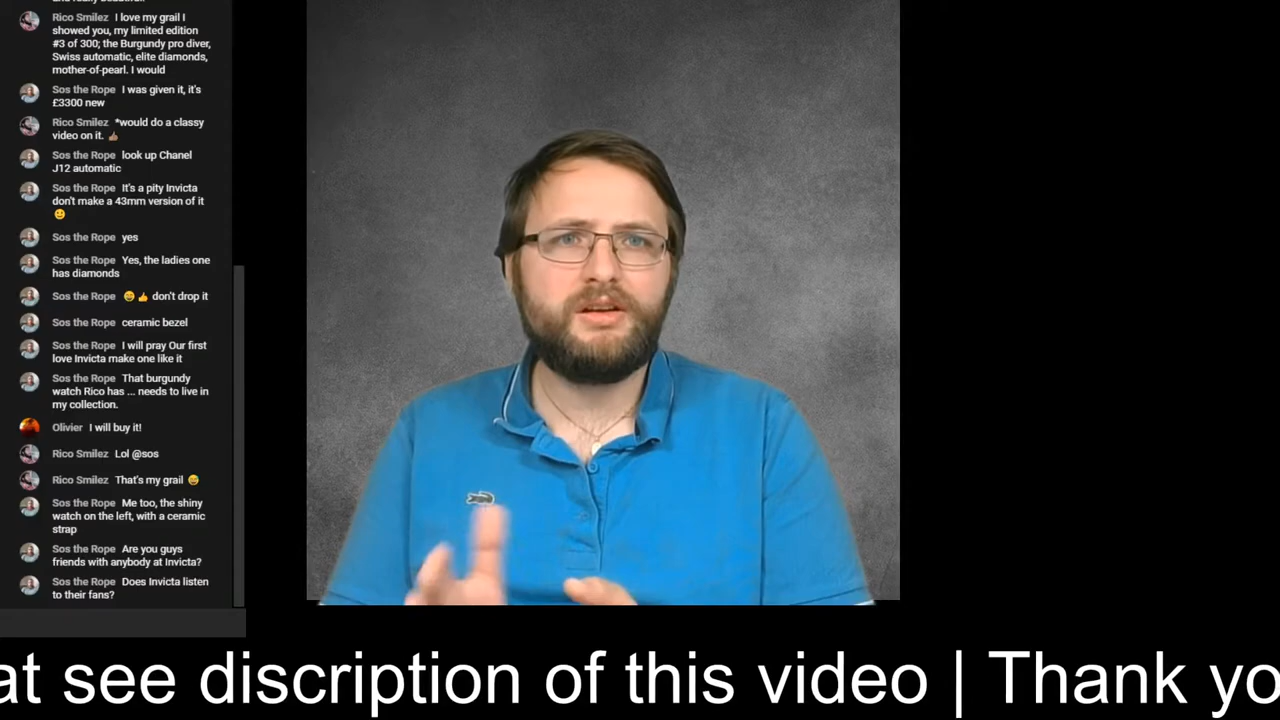 Rico Smilez I love my grail I
showed you, my limited edition
#3 of 300; the Burgundy pro diver,
Swiss automatic, elite diamonds,
mother-of-pearl. I would
Sos the Rope I was given it, it's
£3300 new
Rico Smilez *would do a classy
video on it. 👍🏽
Sos the Rope look up Chanel
J12 automatic
Sos the Rope It's a pity Invicta
don't make a 43mm version of it
🙂
Sos the Rope yes
Sos the Rope Yes, the ladies one
has diamonds
Sos the Rope 😅👍 don't drop it
Sos the Rope ceramic bezel
Sos the Rope I will pray Our first
love Invicta make one like it
Sos the Rope That burgundy
watch Rico has ... needs to live in
my collection.
Olivier I will buy it!
Rico Smilez Lol @sos
Rico Smilez That's my grail 😅
Sos the Rope Me too, the shiny
watch on the left, with a ceramic
strap
Sos the Rope Are you guys
friends with anybody at Invicta?
Sos the Rope Does Invicta listen
to their fans?
at see discription of this video | Thank yo